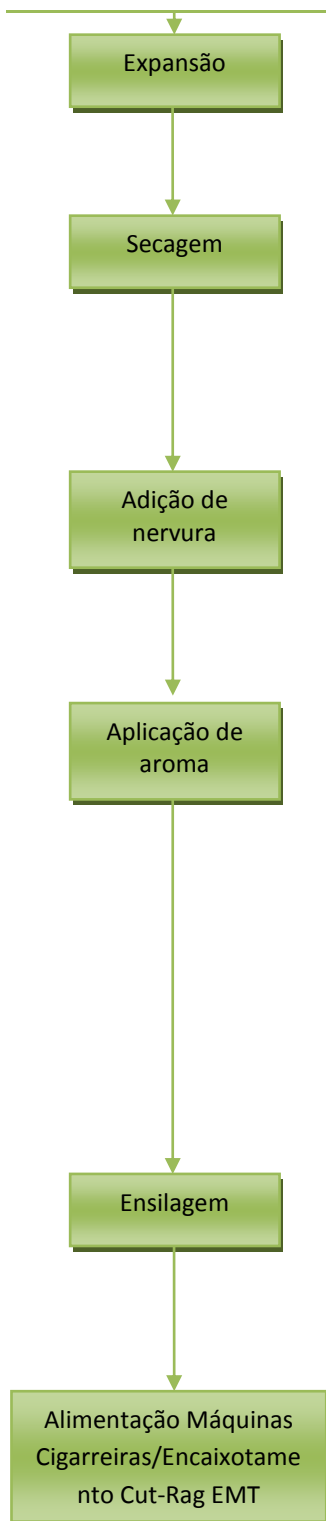 Expansão
Secagem
Adição de
nervura
Aplicação de
aroma
Ensilagem
Alimentação Máquinas
Cigarreiras/Encaixotame
nto Cut-Rag EMT